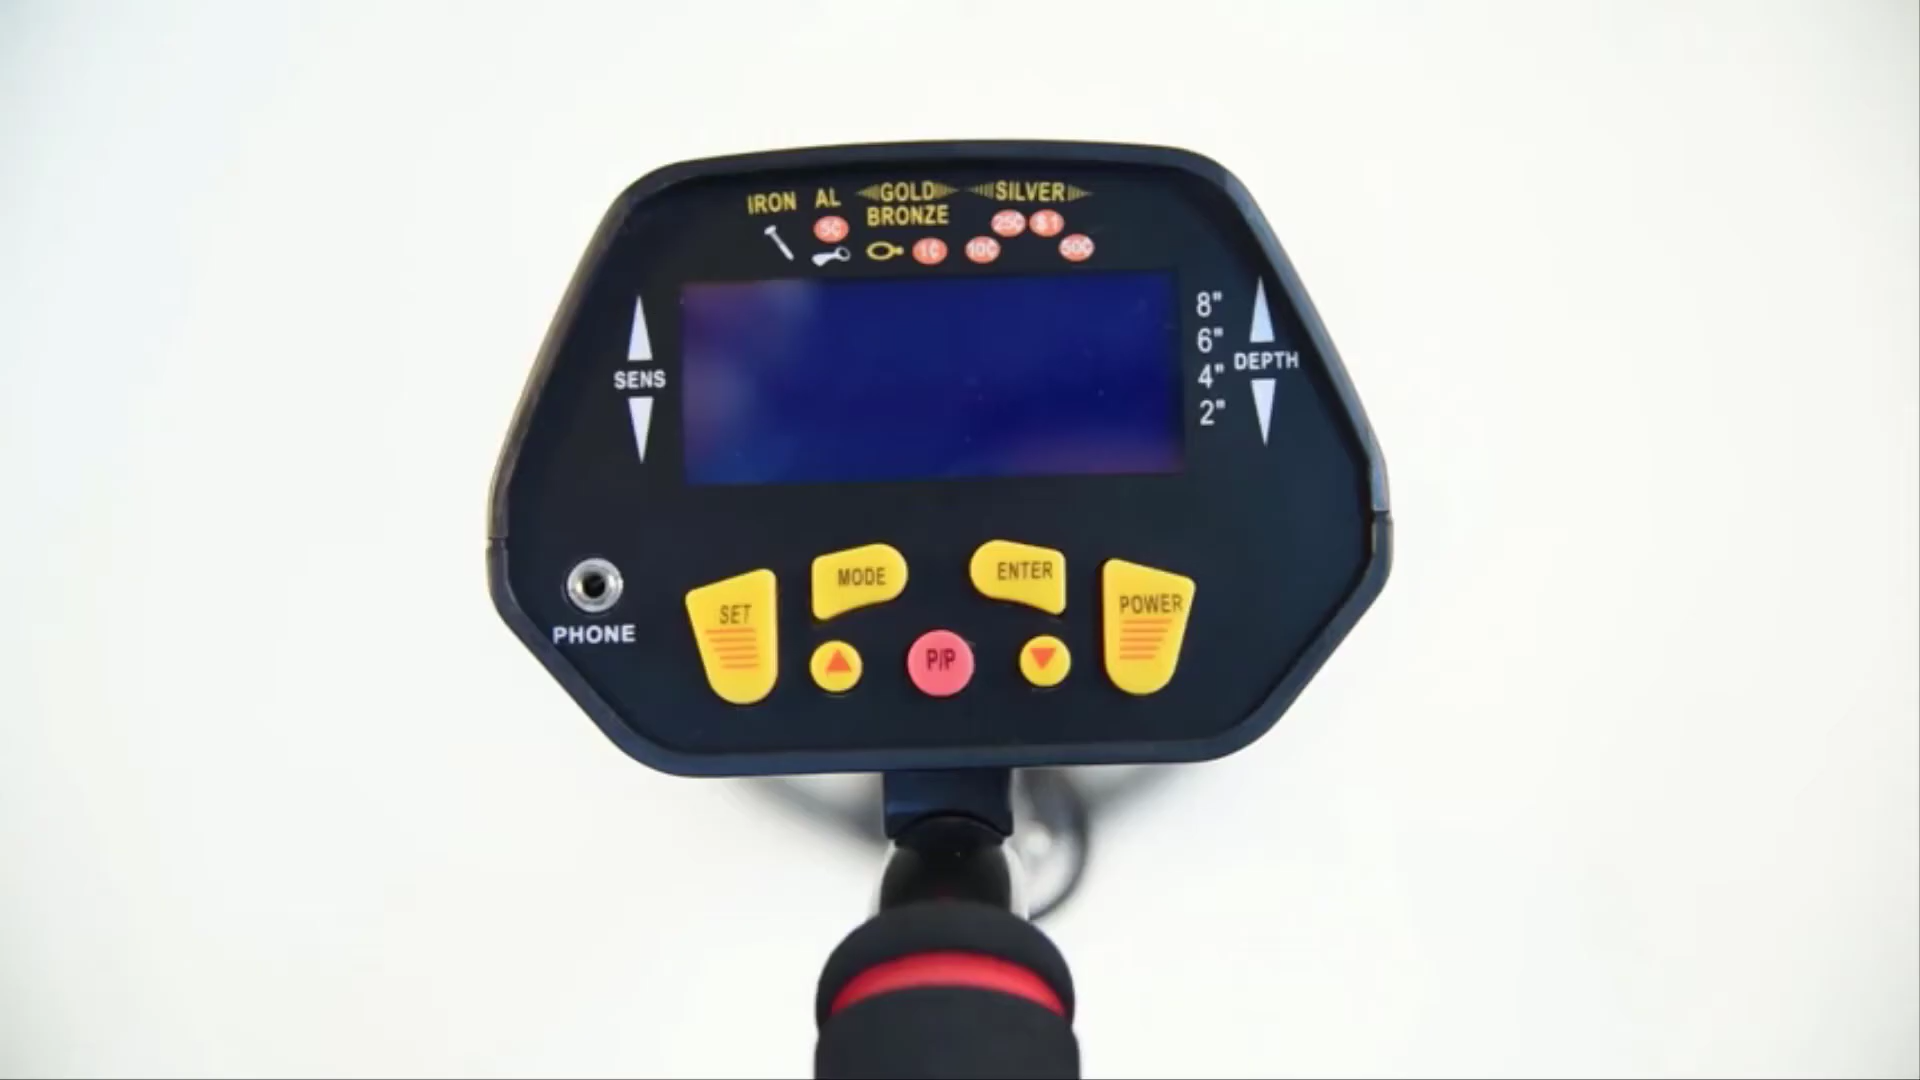 IRON AL GOLD SILVER
BRONZE
5¢ 25¢ $1
1¢ 10¢ 50¢
8"
6"
SENS 4" DEPTH
2"
MODE ENTER
SET POWER
PHONE P/P